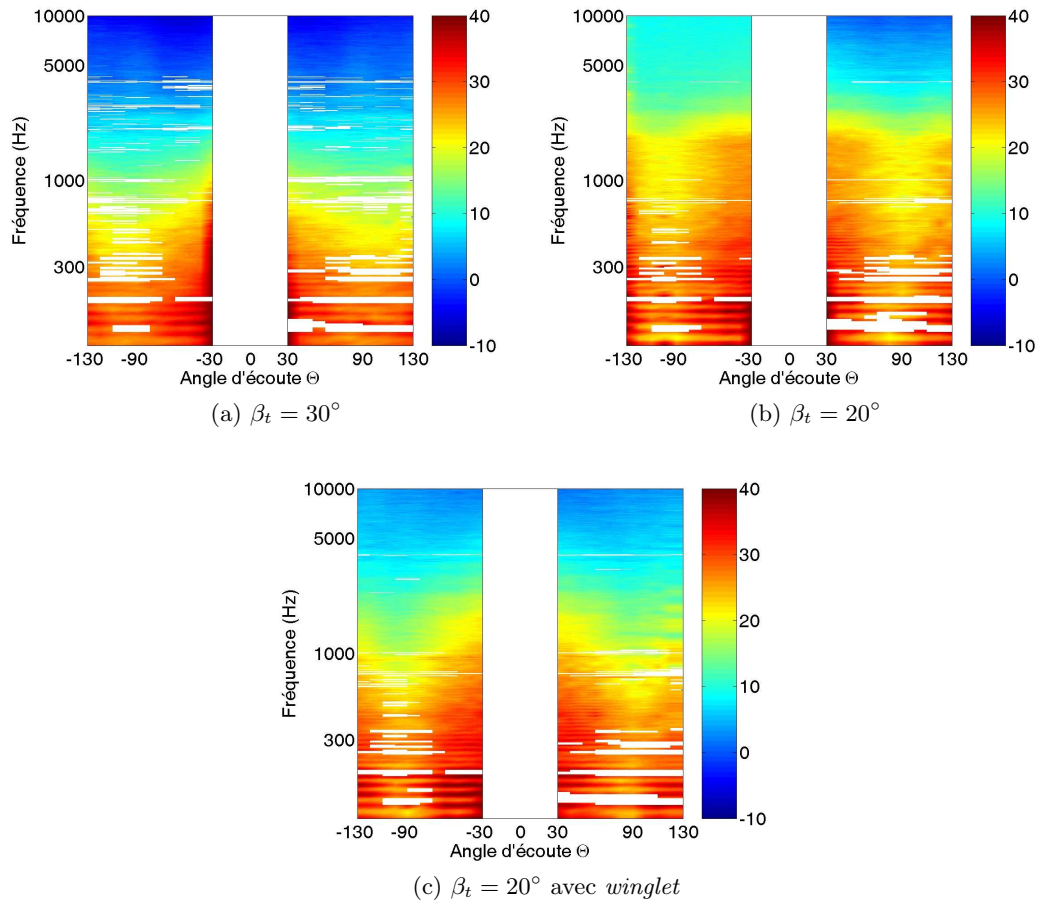 10000
5000
1000
300
Fréquence (Hz)
-130 -90 -30 0 30 90 130
Angle d'écoute Θ
40
30
20
10
0
-10
(a) β_t = 30°
10000
5000
1000
300
Fréquence (Hz)
-130 -90 -30 0 30 90 130
Angle d'écoute Θ
40
30
20
10
0
-10
(b) β_t = 20°
10000
5000
1000
300
Fréquence (Hz)
-130 -90 -30 0 30 90 130
Angle d'écoute Θ
40
30
20
10
0
-10
(c) β_t = 20° avec winglet